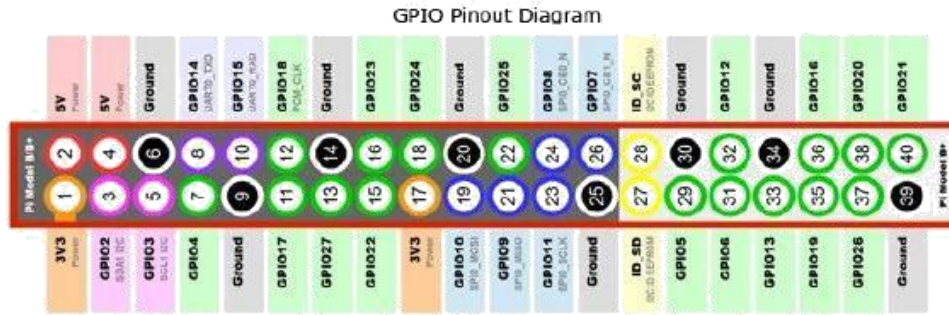 GPIO Pinout Diagram
5V
Power
5V
Power
Ground
GPIO14
UART0_TXD
GPIO15
UART0_RXD
GPIO18
PCM_CLK
Ground
GPIO23
GPIO24
Ground
GPIO25
GPIO8
SPI0_CE0_N
GPIO7
SPI0_CE1_N
ID_SC
I2C ID EEPROM
Ground
GPIO12
Ground
GPIO16
GPIO20
GPIO21
Pi Model B/B+
2 4 6 8 10 12 14 16 18 20 22 24 26 28 30 32 34 36 38 40
1 3 5 7 9 11 13 15 17 19 21 23 25 27 29 31 33 35 37 39
Pi Model B+
3V3
Power
GPIO2
SDA1 I2C
GPIO3
SCL1 I2C
GPIO4
Ground
GPIO17
GPIO27
GPIO22
3V3
Power
GPIO10
SPI0_MOSI
GPIO9
SPI0_MISO
GPIO11
SPI0_SCLK
Ground
ID_SD
I2C ID EEPROM
GPIO5
GPIO6
GPIO13
GPIO19
GPIO26
Ground